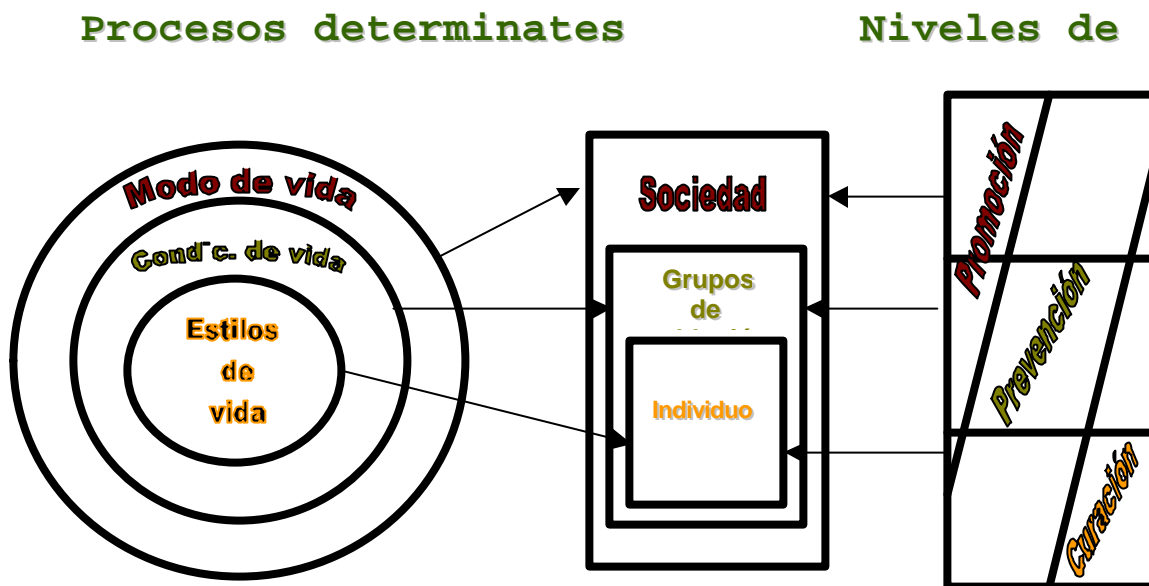 Procesos determinates
Niveles de
Modo de vida
Condic. de vida
Estilos
de
vida
Sociedad
Grupos
de
Individuo
Promoción
Prevención
Curación